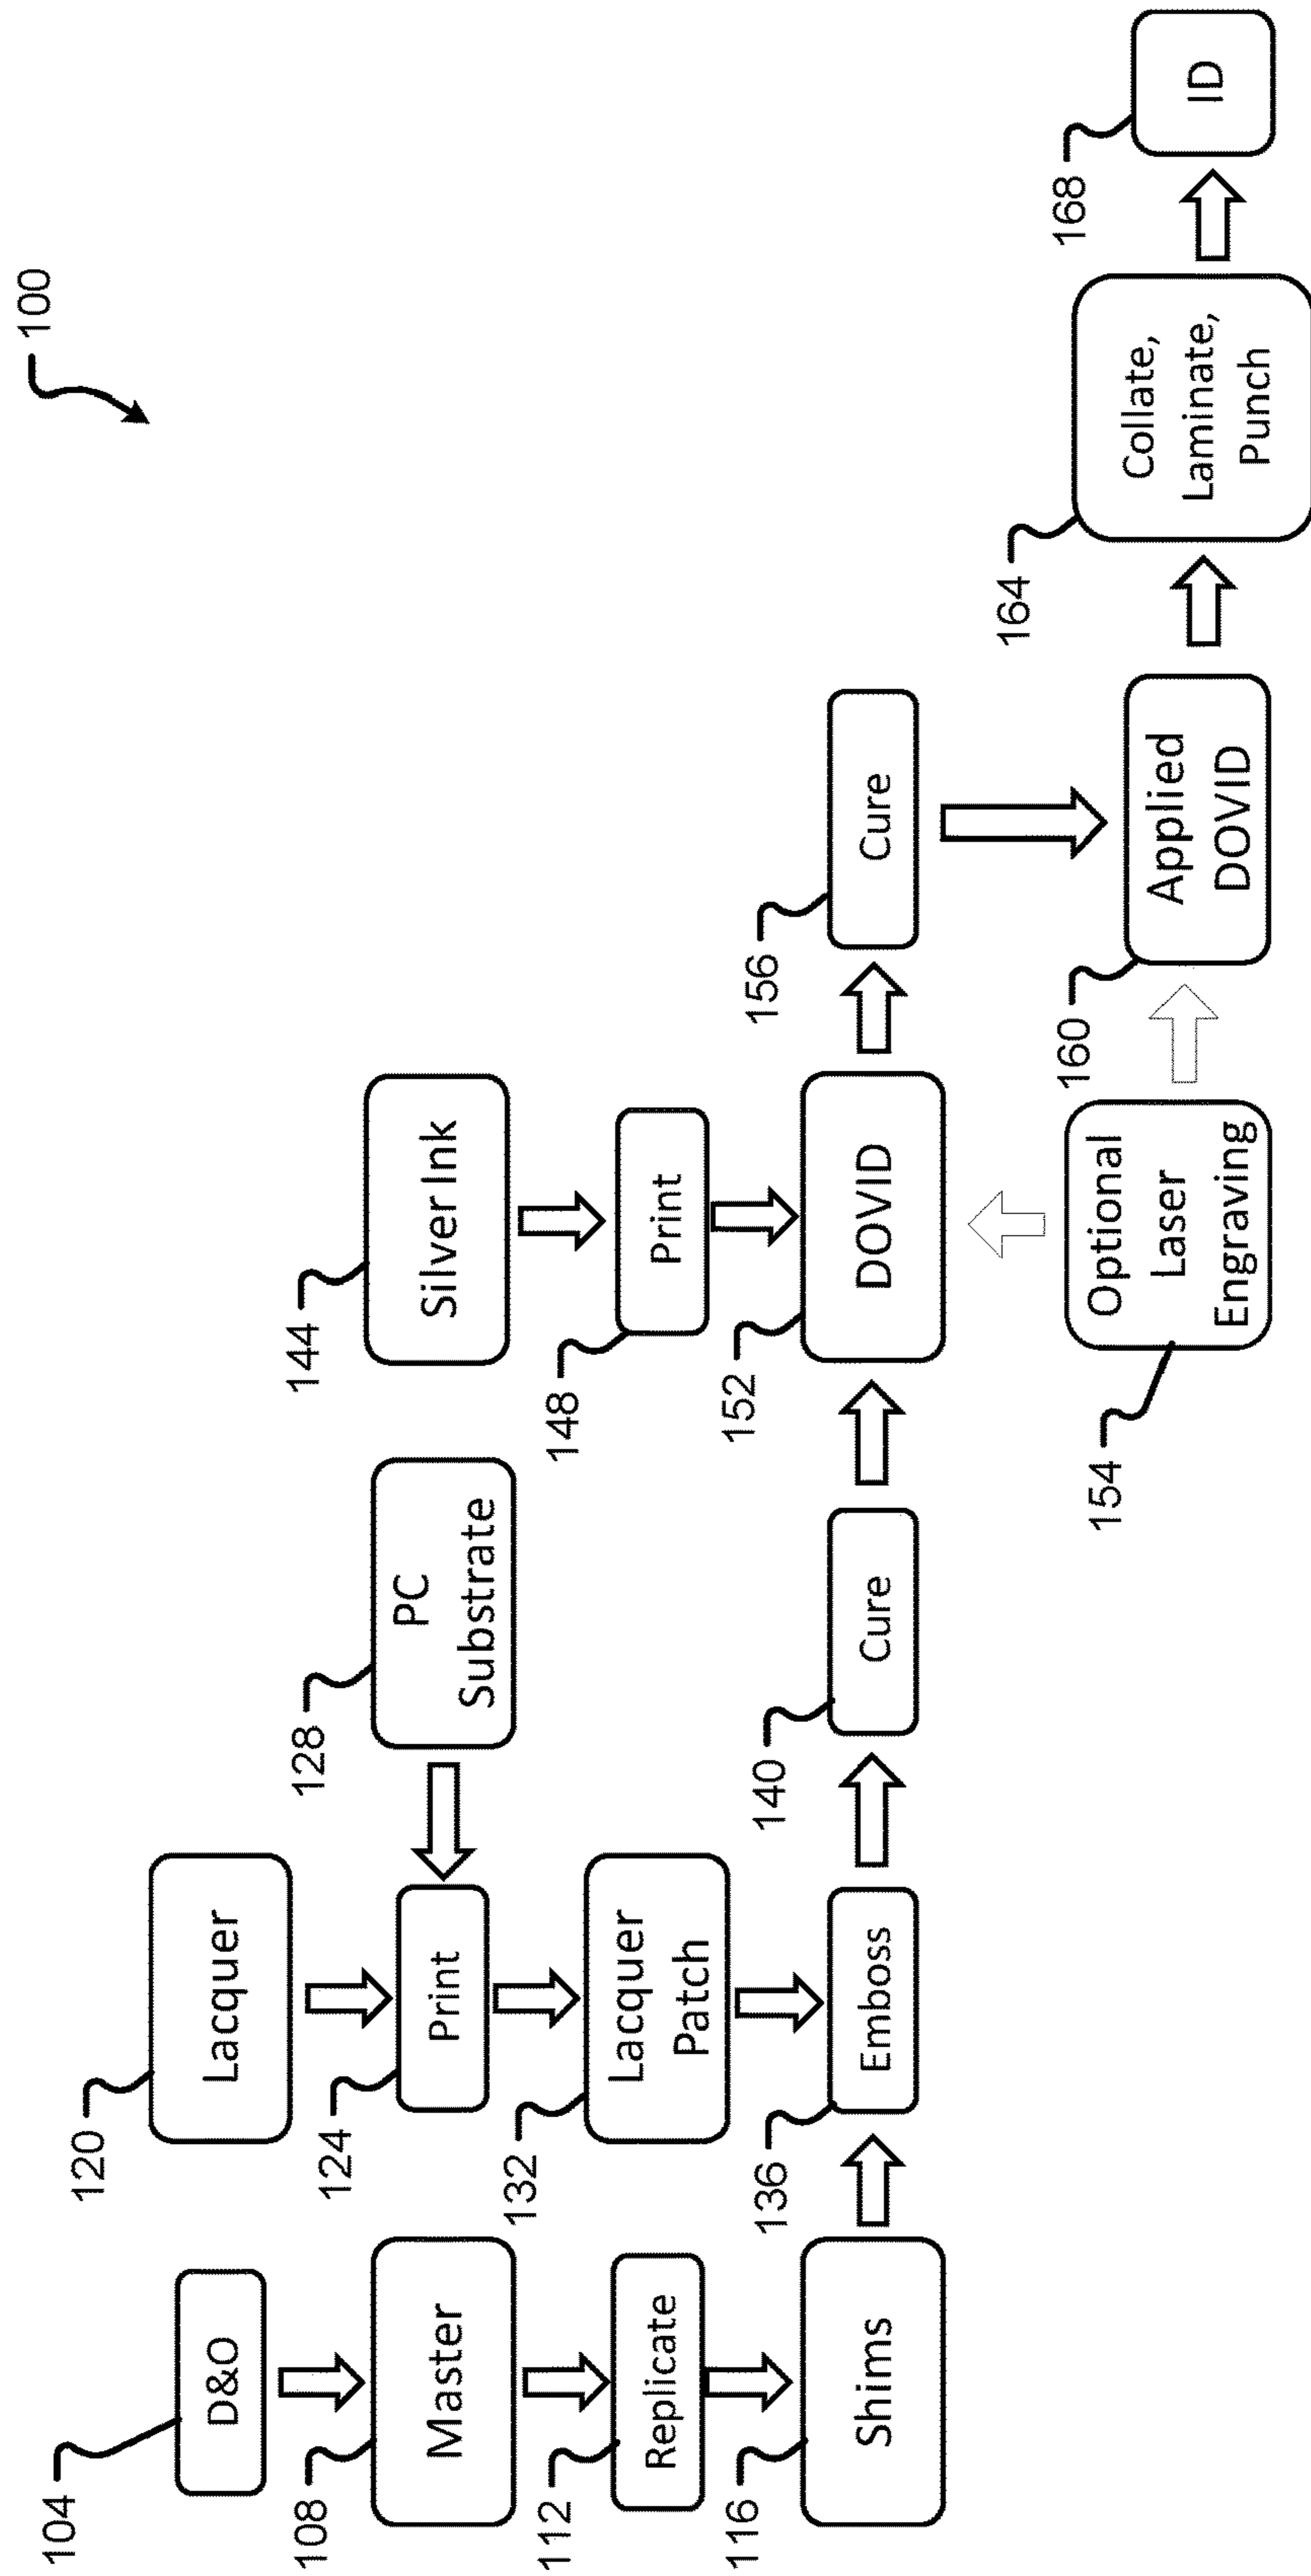 100
104
D&O
108
Master
112
Replicate
116
Shims
120
Lacquer
124
Print
128
PC
Substrate
132
Lacquer
Patch
136
Emboss
140
Cure
144
Silver Ink
148
Print
152
DOVID
154
Optional
Laser
Engraving
156
Cure
160
Applied
DOVID
164
Collate,
Laminate,
Punch
168
ID